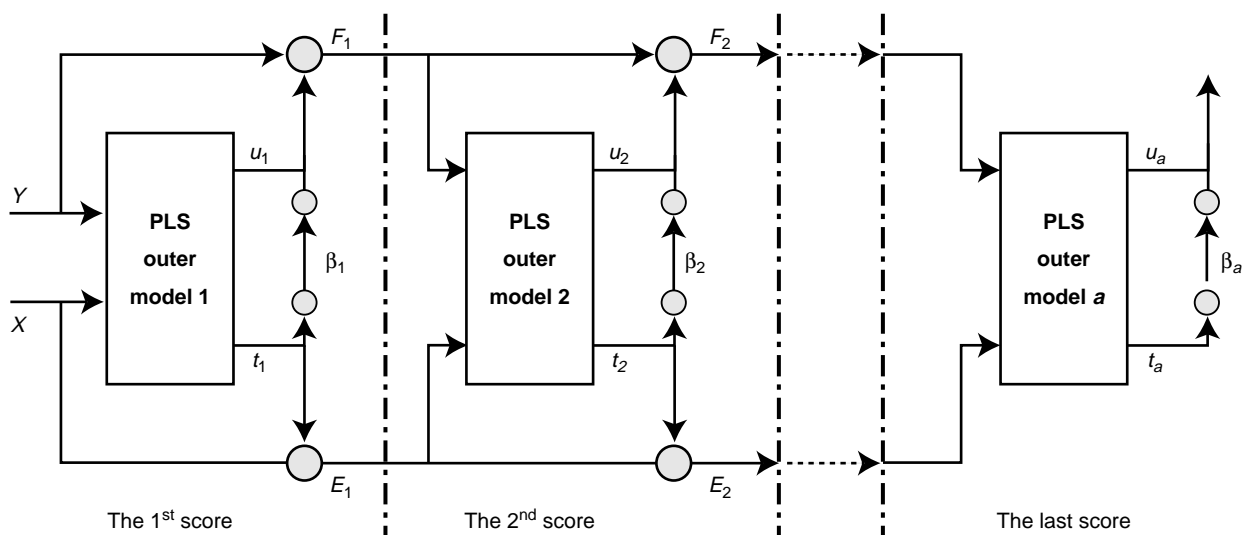 F1
F2
u1
u2
ua
Y
PLS
outer
model 1
β1
PLS
outer
model 2
β2
PLS
outer
model a
βa
X
t1
t2
ta
E1
E2
The 1st score
The 2nd score
The last score